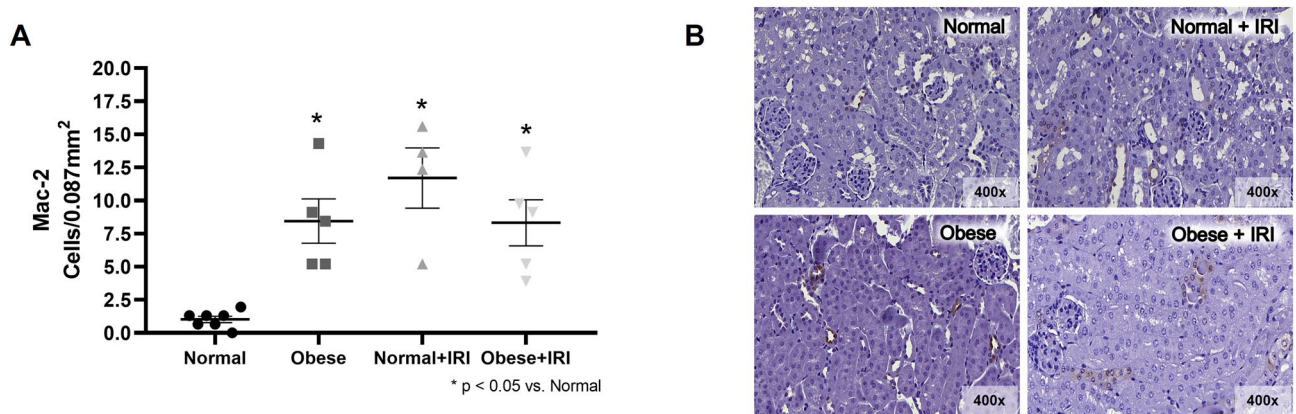 A
Mac-2
Cells/0.087mm²
20.0
17.5
15.0
12.5
10.0
7.5
5.0
2.5
0.0
*
*
*
Normal
Obese
Normal+IRI
Obese+IRI
* p < 0.05 vs. Normal
B
Normal
400x
Normal + IRI
400x
Obese
400x
Obese + IRI
400x